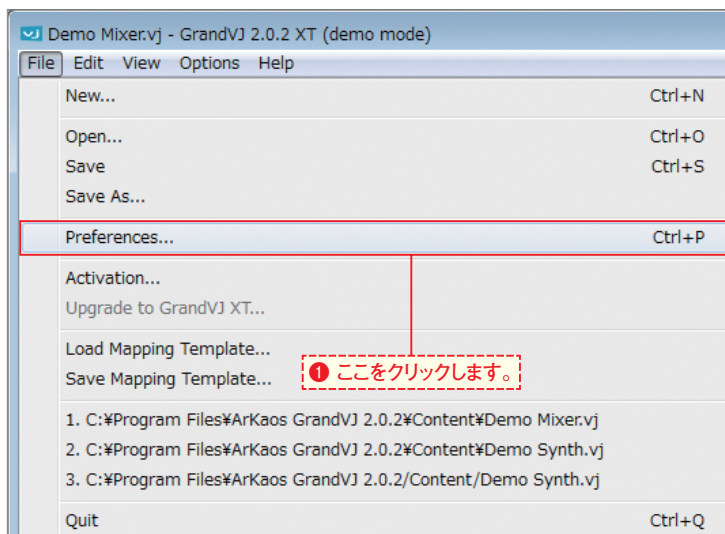 Demo Mixer.vj - GrandVJ 2.0.2 XT (demo mode)
File Edit View Options Help
New... Ctrl+N
Open... Ctrl+O
Save Ctrl+S
Save As...
Preferences... Ctrl+P
Activation...
Upgrade to GrandVJ XT...
Load Mapping Template...
Save Mapping Template...
❶ ここをクリックします。
1. C:¥Program Files¥ArKaos GrandVJ 2.0.2¥Content¥Demo Mixer.vj
2. C:¥Program Files¥ArKaos GrandVJ 2.0.2¥Content¥Demo Synth.vj
3. C:¥Program Files¥ArKaos GrandVJ 2.0.2/Content/Demo Synth.vj
Quit Ctrl+Q